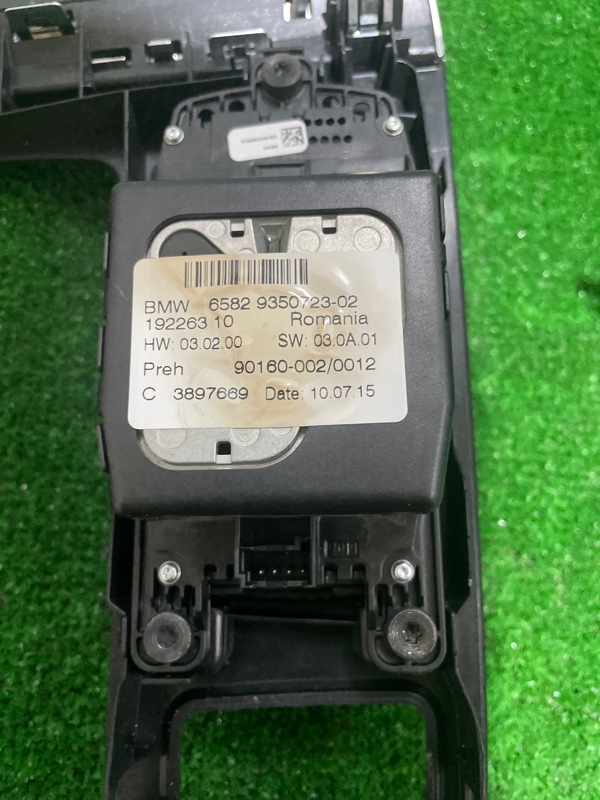 BMW 6582 9350723-02
192263 10 Romania
HW: 03.02.00 SW: 03.0A.01
Preh 90160-002/0012
C 3897669 Date: 10.07.15